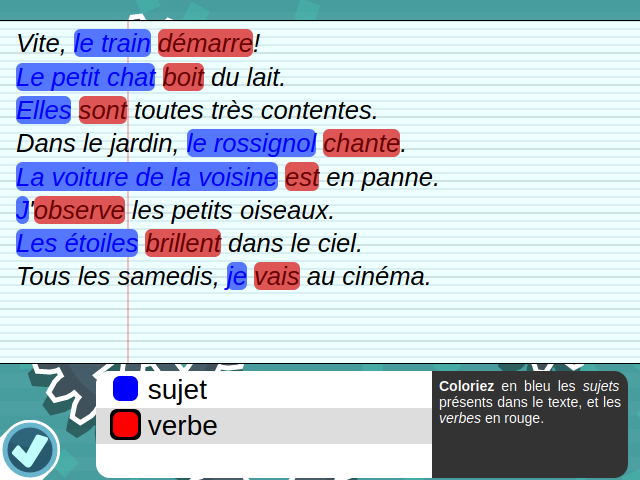 Vite, le train démarre!
Le petit chat boit du lait.
Elles sont toutes très contentes.
Dans le jardin, le rossignol chante.
La voiture de la voisine est en panne.
J'observe les petits oiseaux.
Les étoiles brillent dans le ciel.
Tous les samedis, je vais au cinéma.
sujet
verbe
Coloriez en bleu les sujets
présents dans le texte, et les
verbes en rouge.